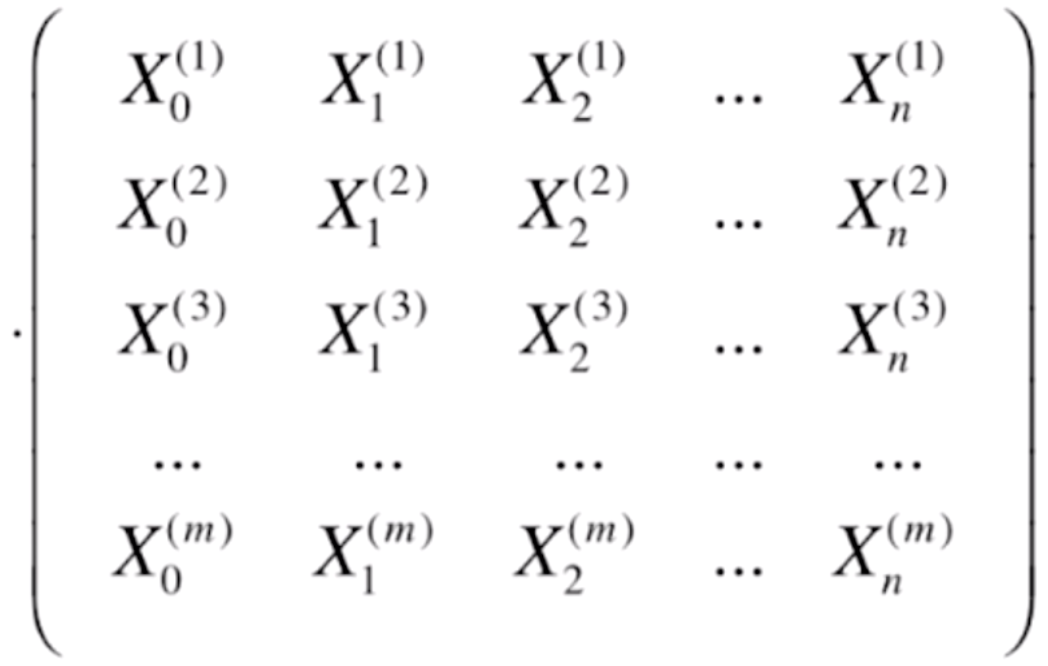 X_0^{(1)} X_1^{(1)} X_2^{(1)} ... X_n^{(1)}
X_0^{(2)} X_1^{(2)} X_2^{(2)} ... X_n^{(2)}
· ( X_0^{(3)} X_1^{(3)} X_2^{(3)} ... X_n^{(3)} )
... ... ... ... ...
X_0^{(m)} X_1^{(m)} X_2^{(m)} ... X_n^{(m)}